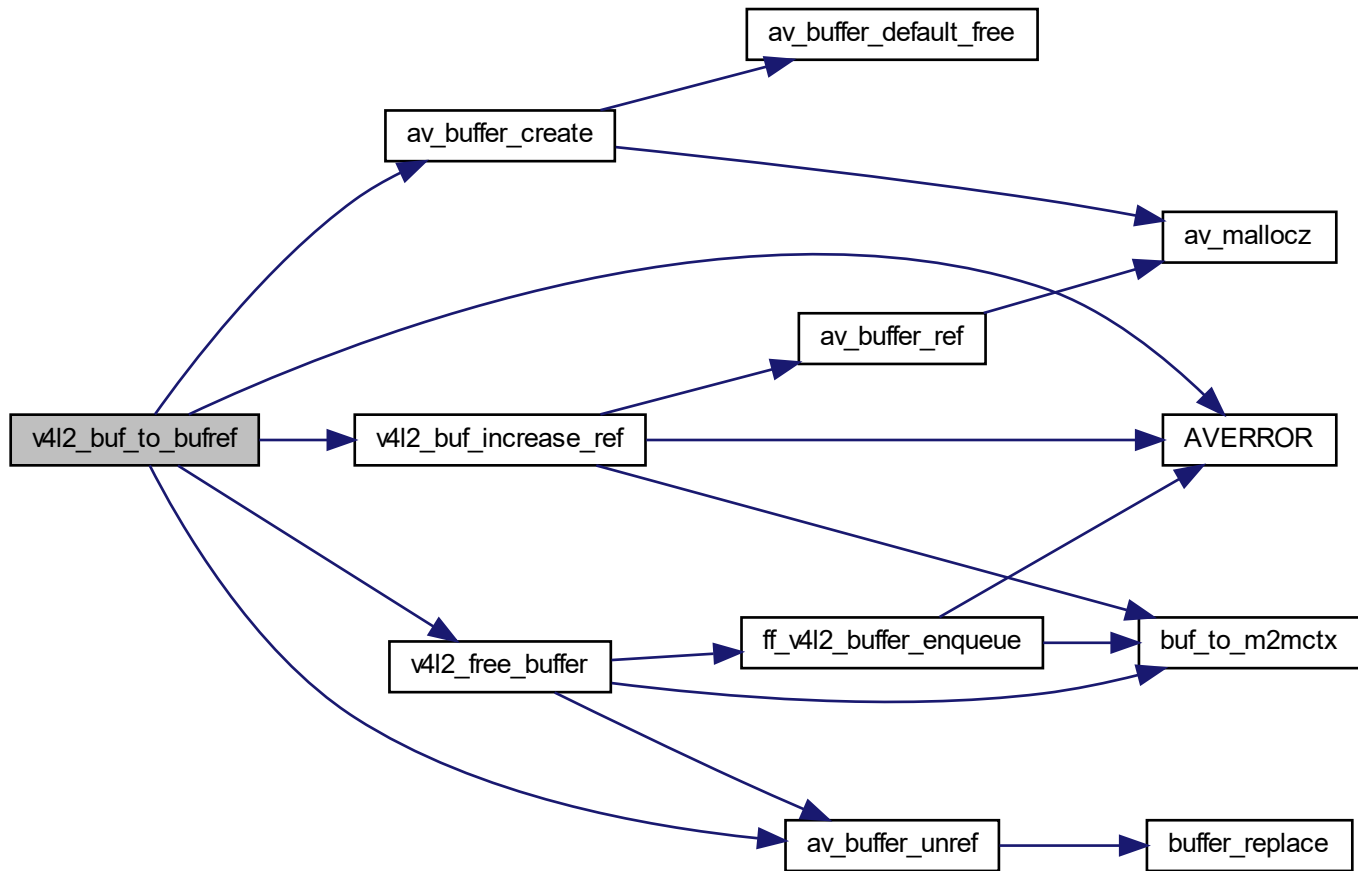 av_buffer_default_free
av_buffer_create
av_mallocz
av_buffer_ref
v4l2_buf_to_bufref
v4l2_buf_increase_ref
AVERROR
ff_v4l2_buffer_enqueue
buf_to_m2mctx
v4l2_free_buffer
av_buffer_unref
buffer_replace